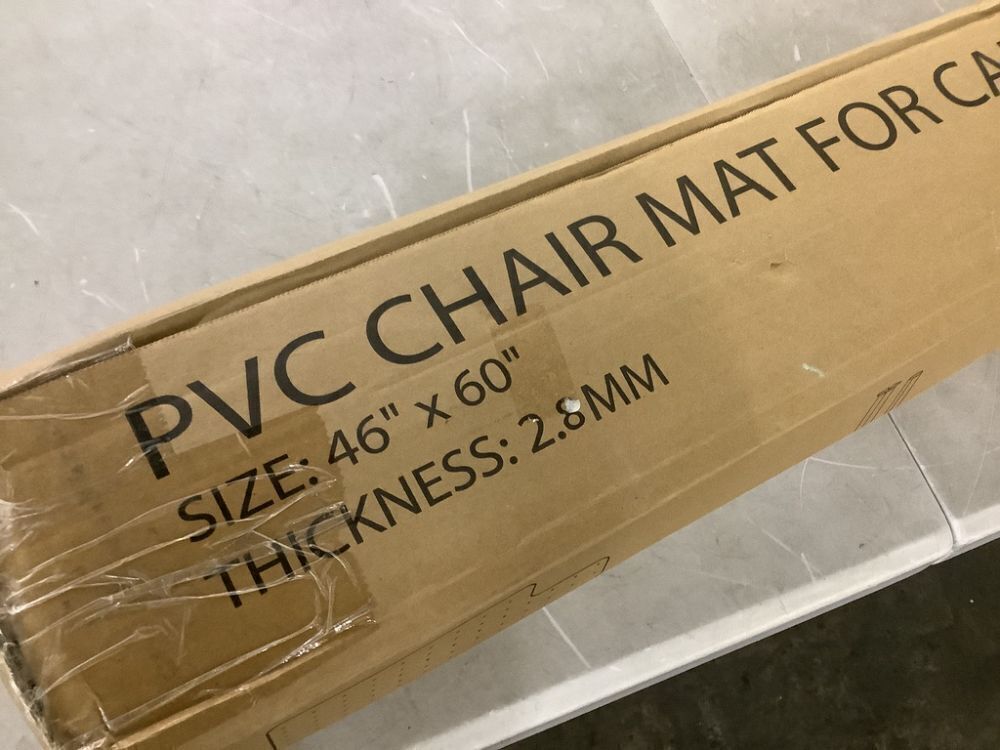 PVC CHAIR MAT FOR
SIZE: 46" x 60"
THICKNESS: 2.8MM